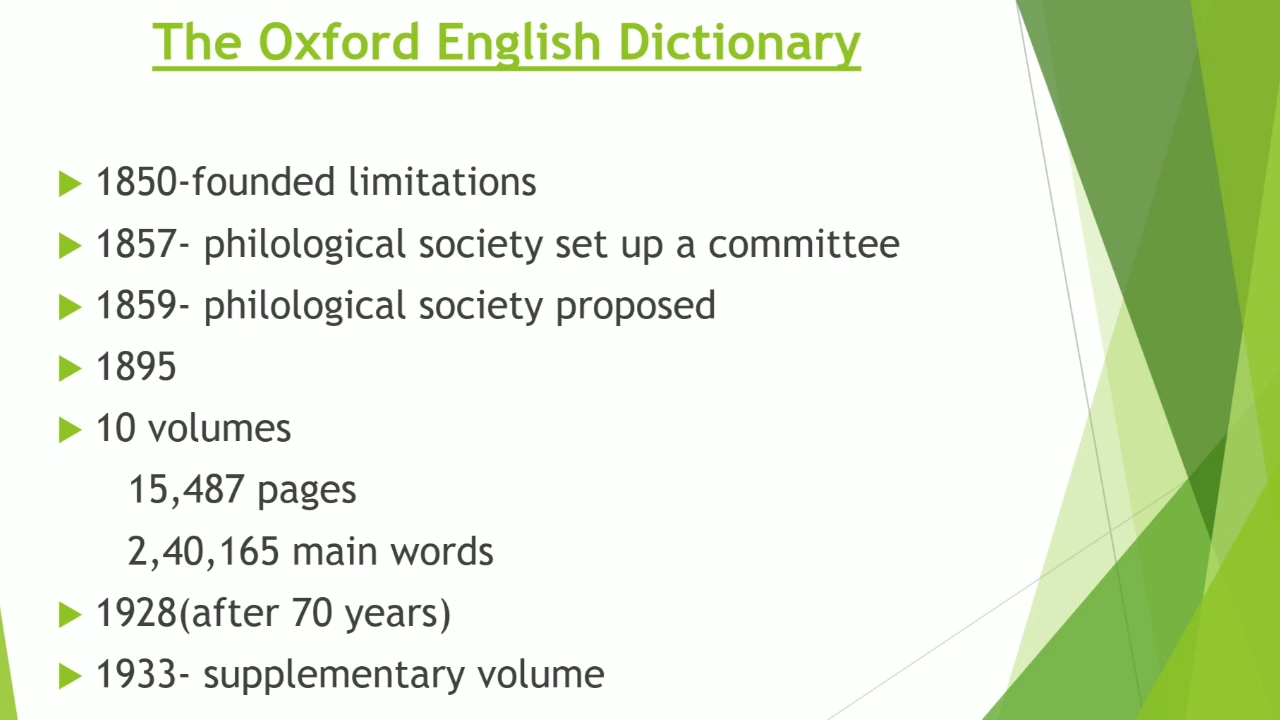 The Oxford English Dictionary
1850-founded limitations
1857- philological society set up a committee
1859- philological society proposed
1895
10 volumes
15,487 pages
2,40,165 main words
1928(after 70 years)
1933- supplementary volume